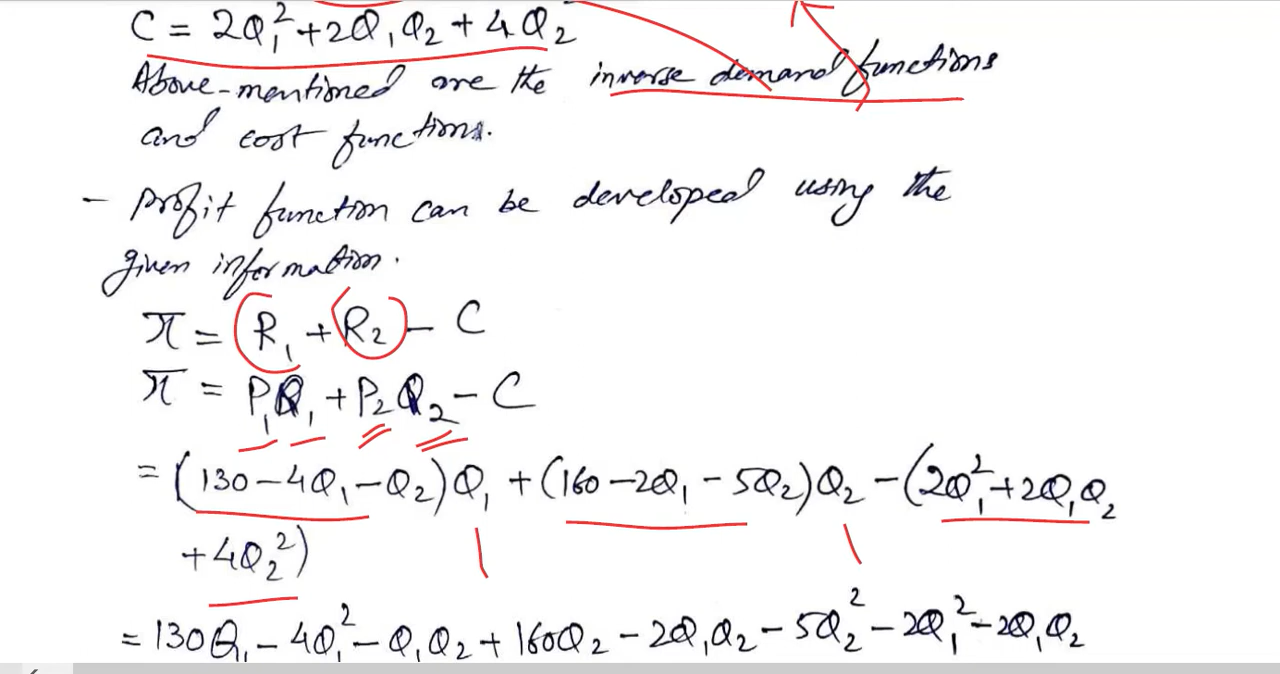 C = 2Q₁² + 2Q₁Q₂ + 4Q₂
Above-mentioned are the inverse demand functions
and cost functions.
- Profit function can be developed using the
given information.
π = R₁ + R₂ - C
π = P₁Q₁ + P₂Q₂ - C
= (130 - 4Q₁ - Q₂)Q₁ + (160 - 2Q₁ - 5Q₂)Q₂ - (2Q₁² + 2Q₁Q₂
+ 4Q₂²)
= 130Q₁ - 4Q₁² - Q₁Q₂ + 160Q₂ - 2Q₁Q₂ - 5Q₂² - 2Q₁² - 2Q₁Q₂